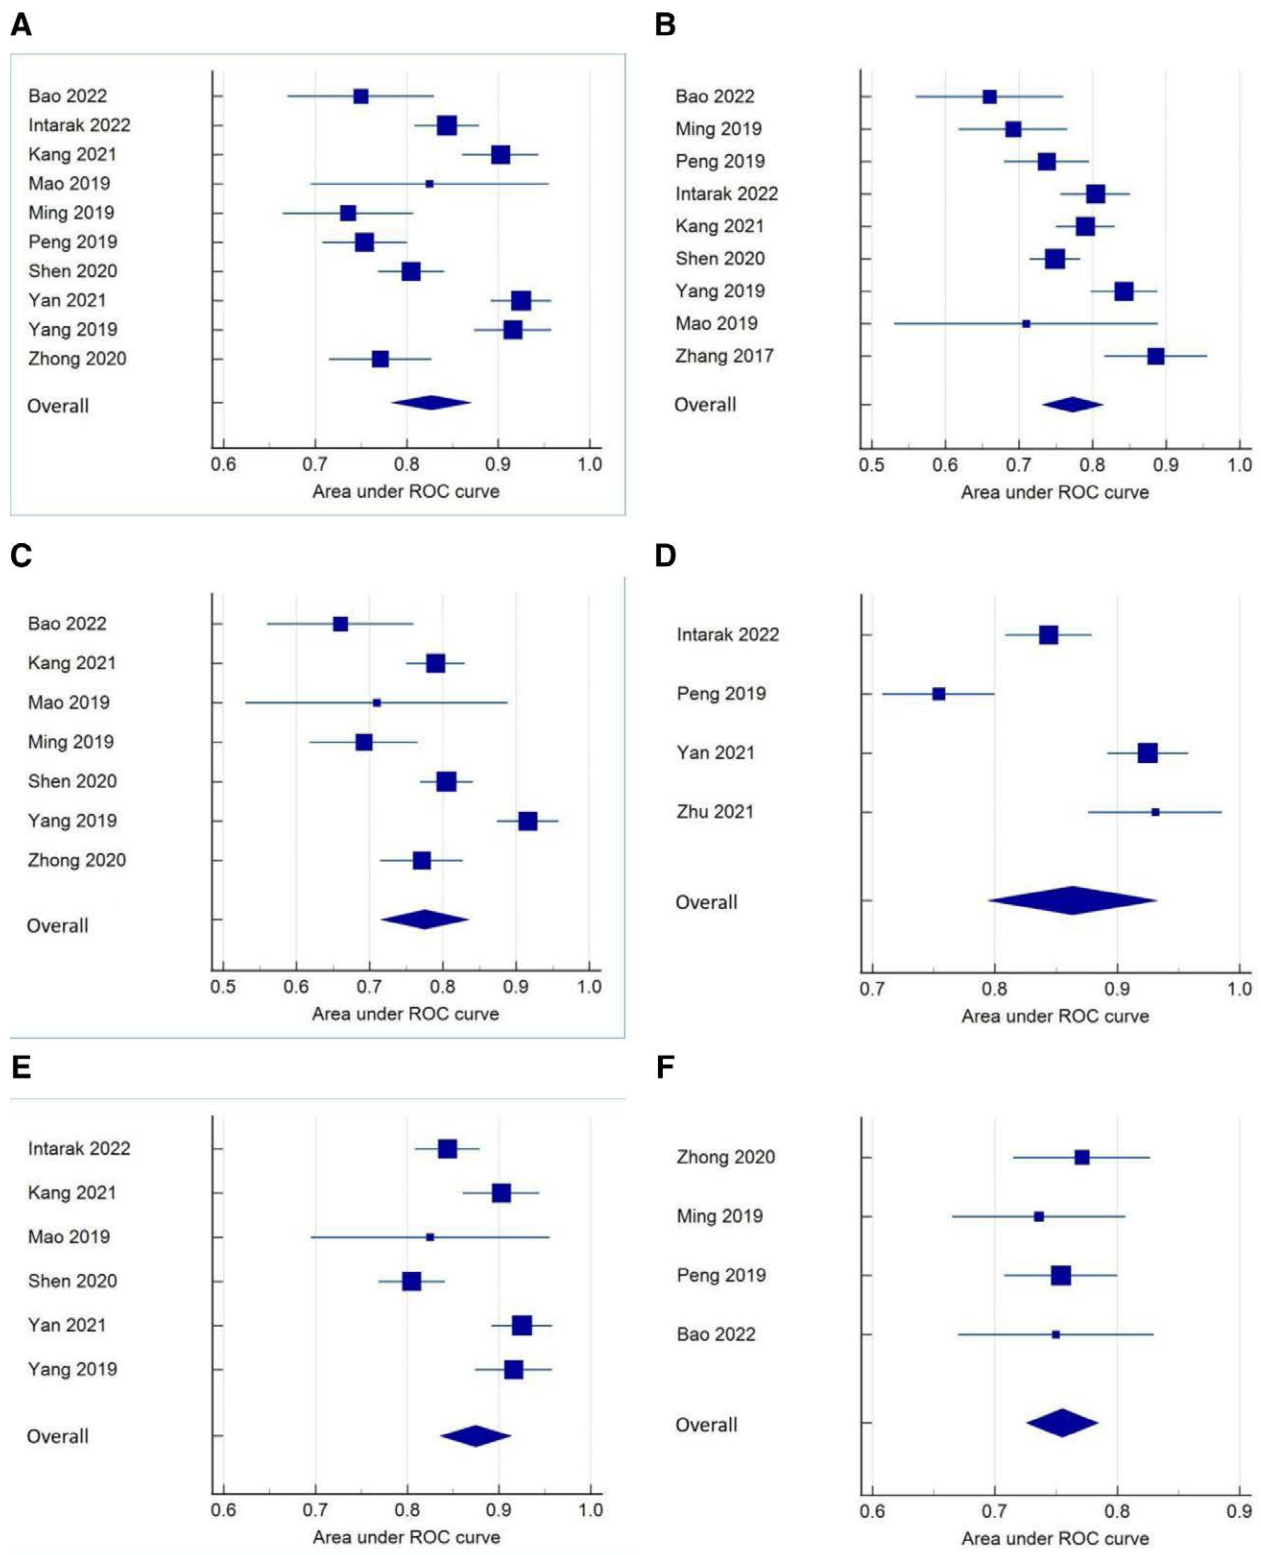 A
Bao 2022
Intarak 2022
Kang 2021
Mao 2019
Ming 2019
Peng 2019
Shen 2020
Yan 2021
Yang 2019
Zhong 2020
Overall
0.6 0.7 0.8 0.9 1.0
Area under ROC curve
B
Bao 2022
Ming 2019
Peng 2019
Intarak 2022
Kang 2021
Shen 2020
Yang 2019
Mao 2019
Zhang 2017
Overall
0.5 0.6 0.7 0.8 0.9 1.0
Area under ROC curve
C
Bao 2022
Kang 2021
Mao 2019
Ming 2019
Shen 2020
Yang 2019
Zhong 2020
Overall
0.5 0.6 0.7 0.8 0.9 1.0
Area under ROC curve
D
Intarak 2022
Peng 2019
Yan 2021
Zhu 2021
Overall
0.7 0.8 0.9 1.0
Area under ROC curve
E
Intarak 2022
Kang 2021
Mao 2019
Shen 2020
Yan 2021
Yang 2019
Overall
0.6 0.7 0.8 0.9 1.0
Area under ROC curve
F
Zhong 2020
Ming 2019
Peng 2019
Bao 2022
Overall
0.6 0.7 0.8 0.9
Area under ROC curve